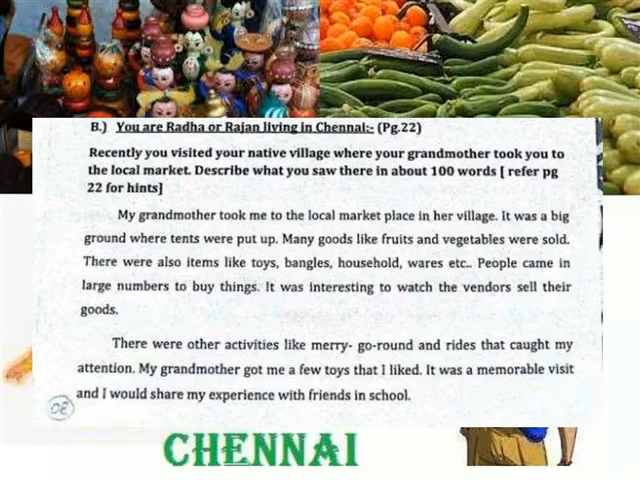 B.) You are Radha or Rajan living in Chennai:- (Pg.22)
Recently you visited your native village where your grandmother took you to
the local market. Describe what you saw there in about 100 words [ refer pg
22 for hints]
My grandmother took me to the local market place in her village. It was a big
ground where tents were put up. Many goods like fruits and vegetables were sold.
There were also items like toys, bangles, household, wares etc.. People came in
large numbers to buy things. It was interesting to watch the vendors sell their
goods.
There were other activities like merry- go-round and rides that caught my
attention. My grandmother got me a few toys that I liked. It was a memorable visit
and I would share my experience with friends in school.
CHENNAI